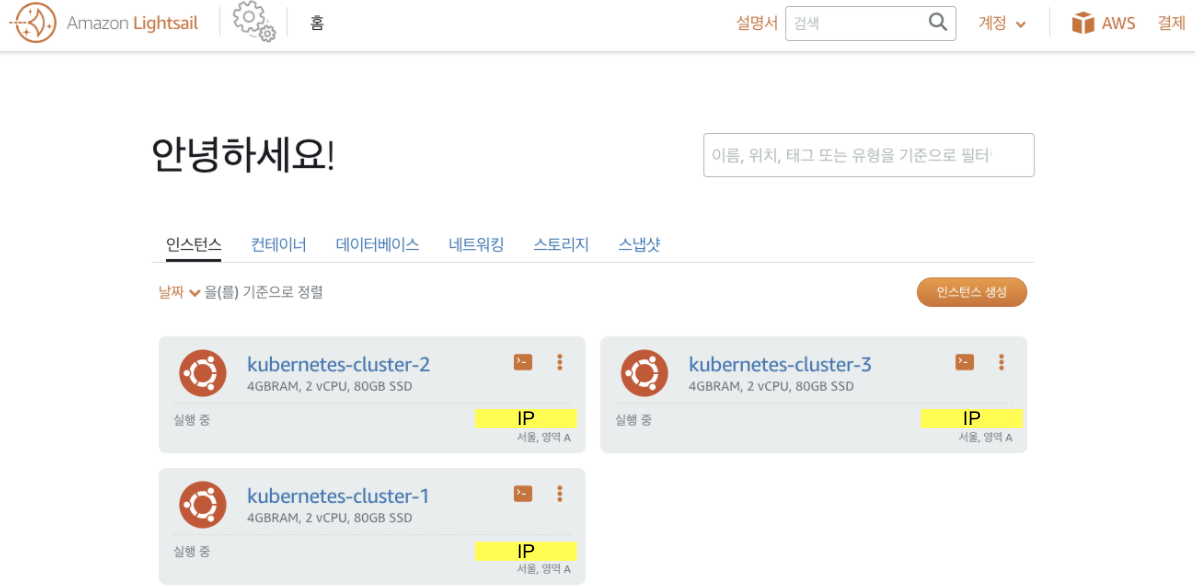 Amazon Lightsail 홈 설명서 검색 계정 AWS 결제
안녕하세요!
이름, 위치, 태그 또는 유형을 기준으로 필터
인스턴스 컨테이너 데이터베이스 네트워킹 스토리지 스냅샷
날짜 을(를) 기준으로 정렬 인스턴스 생성
kubernetes-cluster-2
4GBRAM, 2 vCPU, 80GB SSD
실행 중 IP
서울, 영역 A
kubernetes-cluster-3
4GBRAM, 2 vCPU, 80GB SSD
실행 중 IP
서울, 영역 A
kubernetes-cluster-1
4GBRAM, 2 vCPU, 80GB SSD
실행 중 IP
서울, 영역 A